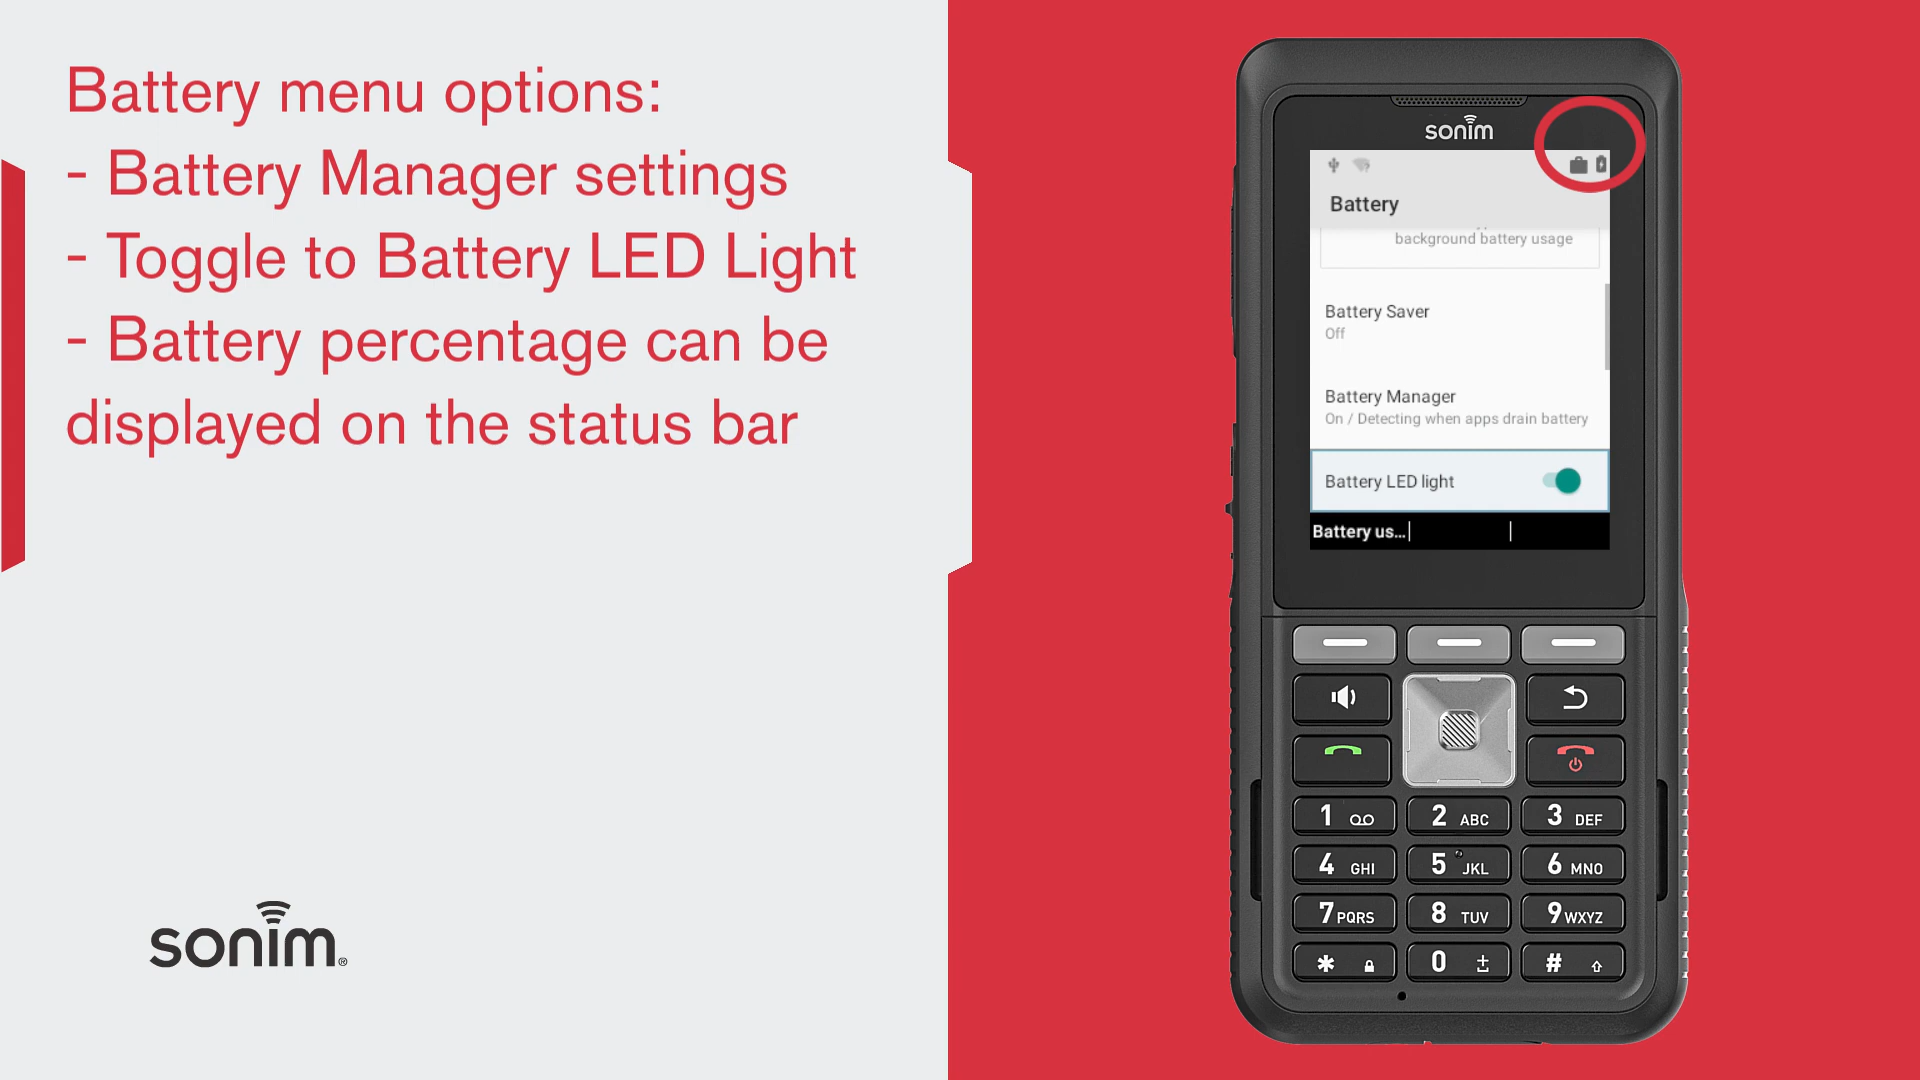 Battery menu options:
- Battery Manager settings
- Toggle to Battery LED Light
- Battery percentage can be
displayed on the status bar
sonim®
sonim
Battery
background battery usage
Battery Saver
Off
Battery Manager
On / Detecting when apps drain battery
Battery LED light
Battery us...
1
2 ABC
3 DEF
4 GHI
5 JKL
6 MNO
7 PQRS
8 TUV
9 WXYZ
*
0 ±
#